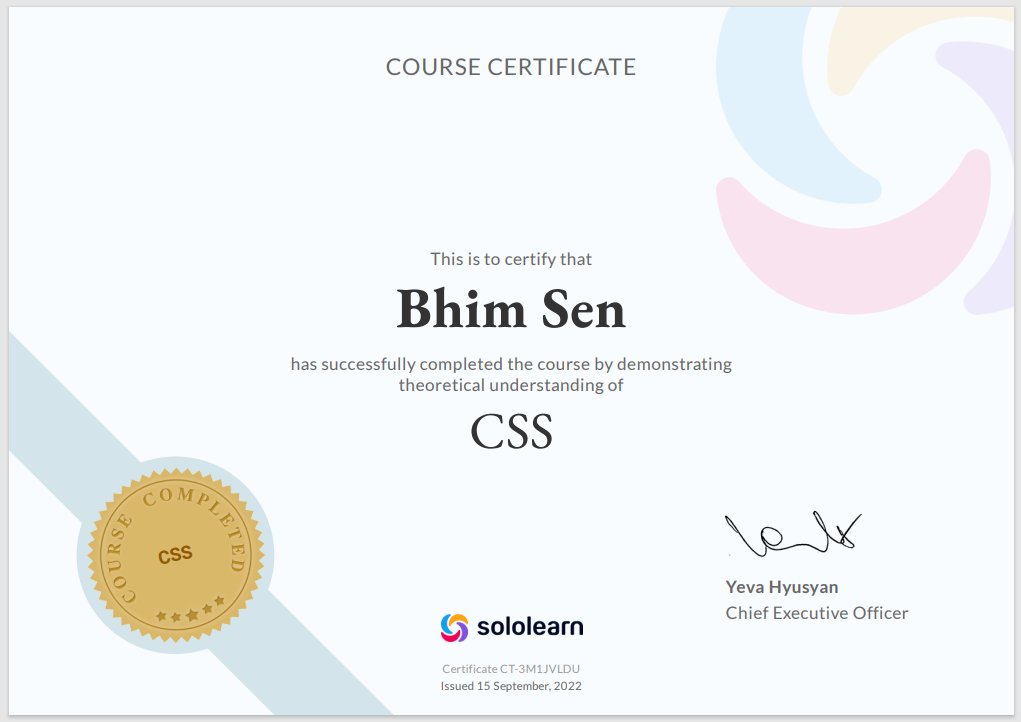 COURSE CERTIFICATE
This is to certify that
Bhim Sen
has successfully completed the course by demonstrating
theoretical understanding of
CSS
COURSE COMPLETED
CSS
Yeva Hyusyan
Chief Executive Officer
sololearn
Certificate CT-3M1JVLDU
Issued 15 September, 2022